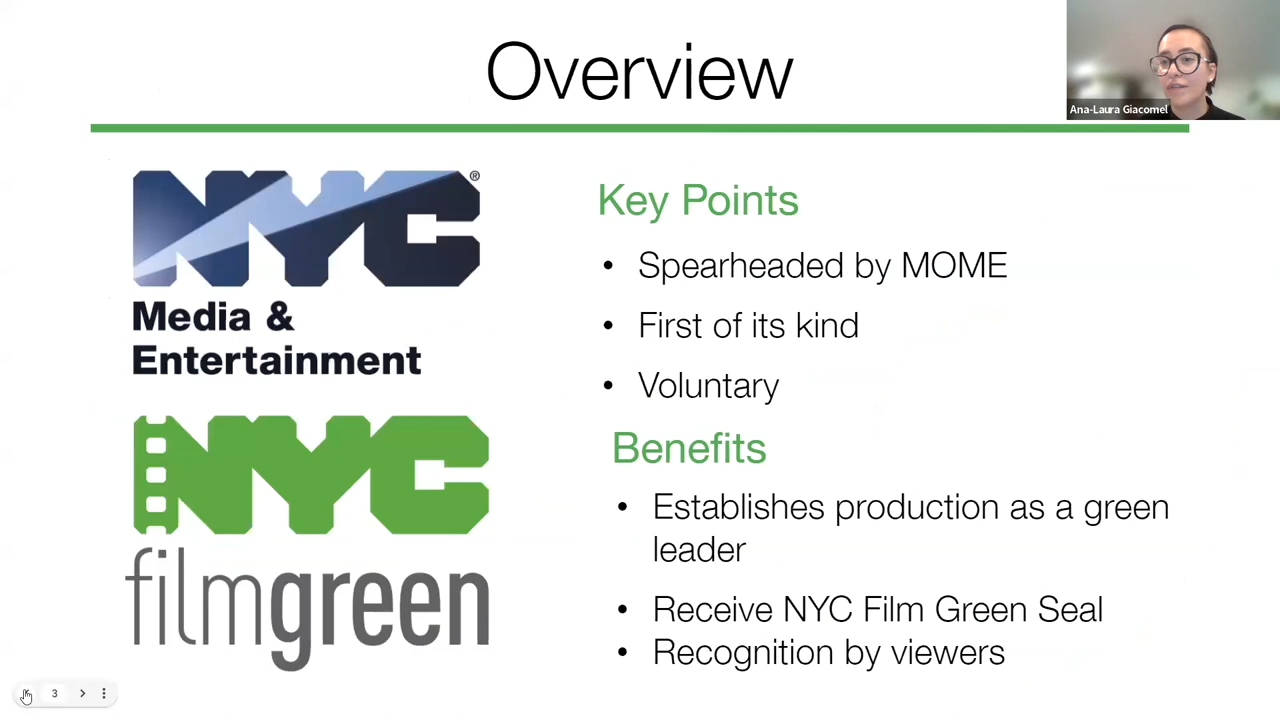 Overview
Ana-Laura Giacomel
NYC®
Media &
Entertainment
NYC
filmgreen
Key Points
• Spearheaded by MOME
• First of its kind
• Voluntary
Benefits
• Establishes production as a green
leader
• Receive NYC Film Green Seal
• Recognition by viewers
3